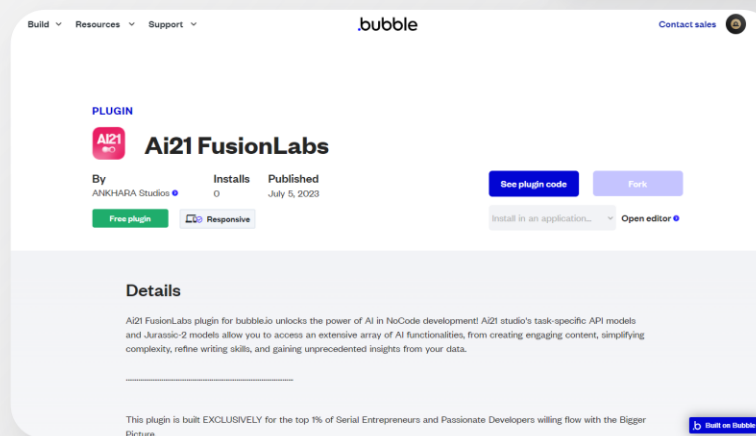 Build Resources Support .bubble Contact sales
PLUGIN
Ai21
Ai21 FusionLabs
By Installs Published
ANKHARA Studios 0 July 5, 2023
See plugin code Fork
Free plugin Responsive
Install in an application... Open editor
Details
Ai21 FusionLabs plugin for bubble.io unlocks the power of AI in NoCode development! Ai21 studio's task-specific API models
and Jurassic-2 models allow you to access an extensive array of AI functionalities, from creating engaging content, simplifying
complexity, refine writing skills, and gaining unprecedented insights from your data.
This plugin is built EXCLUSIVELY for the top 1% of Serial Entrepreneurs and Passionate Developers willing flow with the Bigger
Picture
Built on Bubble